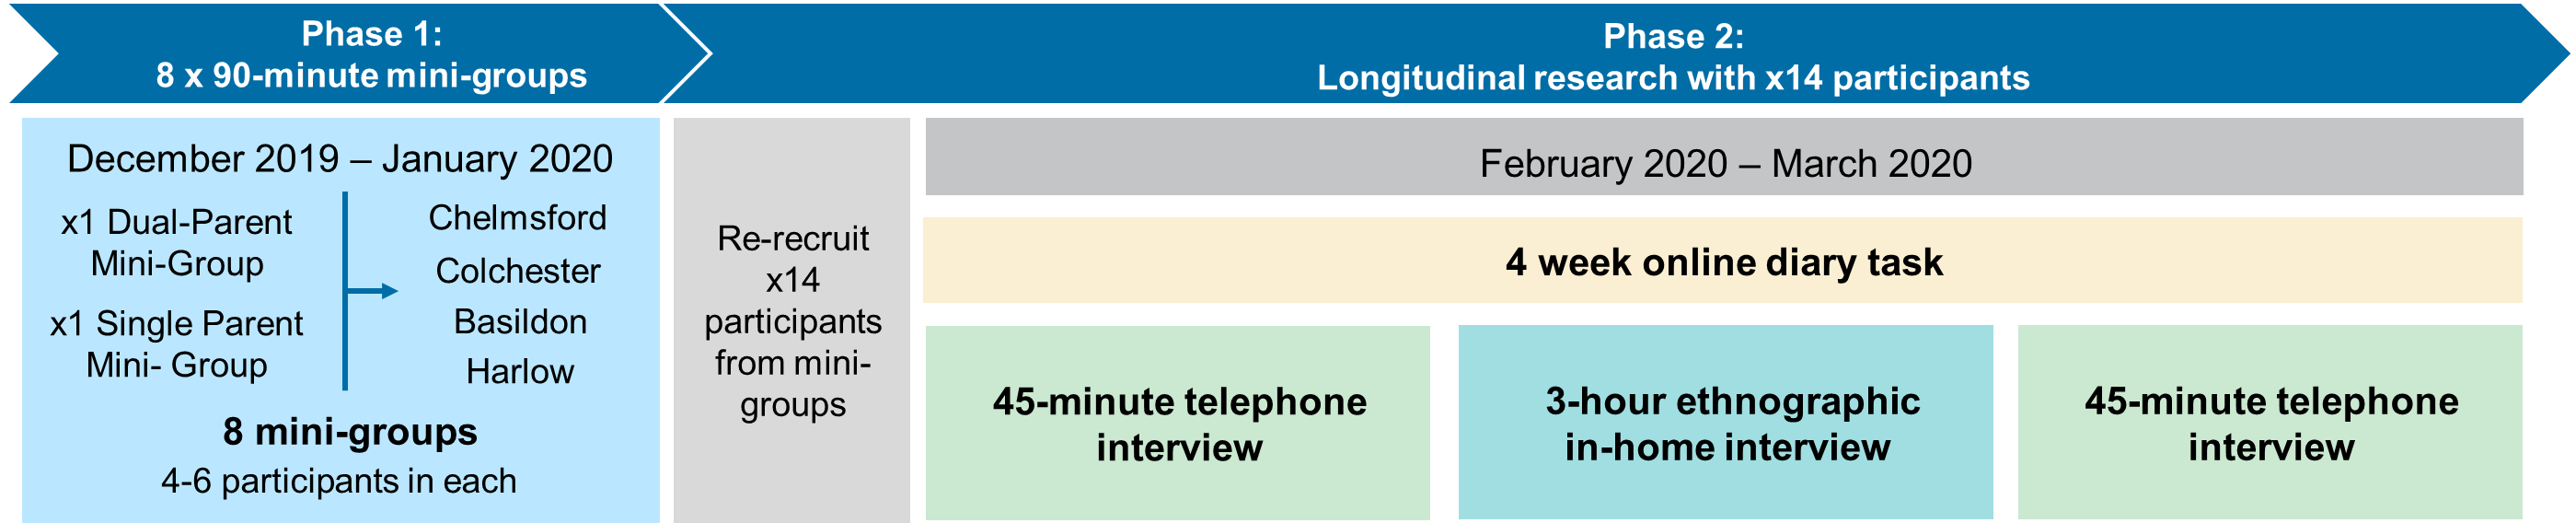 Phase 1:
8 x 90-minute mini-groups
Phase 2:
Longitudinal research with x14 participants
December 2019 – January 2020
x1 Dual-Parent
Mini-Group
x1 Single Parent
Mini- Group
Chelmsford
Colchester
Basildon
Harlow
8 mini-groups
4-6 participants in each
Re-recruit
x14
participants
from mini-
groups
February 2020 – March 2020
4 week online diary task
45-minute telephone
interview
3-hour ethnographic
in-home interview
45-minute telephone
interview